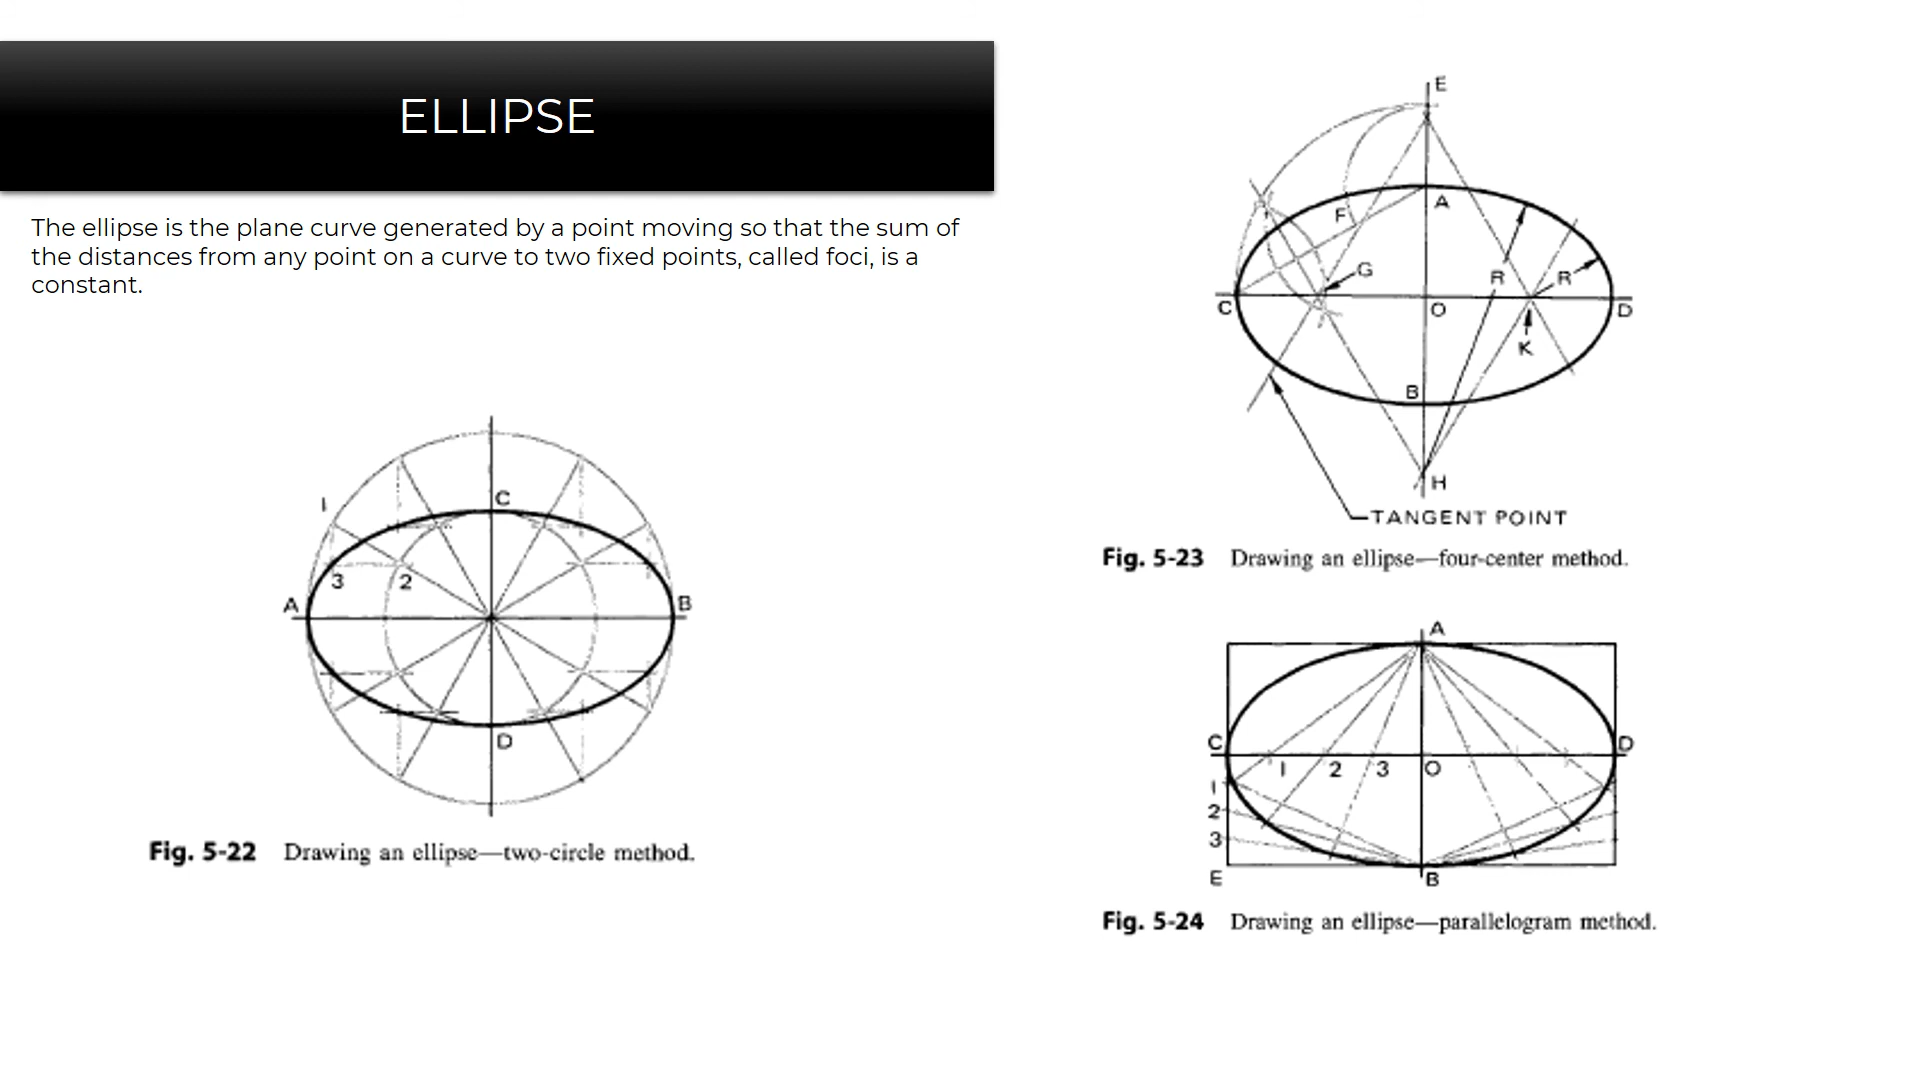 ELLIPSE
The ellipse is the plane curve generated by a point moving so that the sum of
the distances from any point on a curve to two fixed points, called foci, is a
constant.
C
1
3
2
A
B
D
Fig. 5-22 Drawing an ellipse—two-circle method.
E
A
F
G
R
R
C
O
D
K
B
H
TANGENT POINT
Fig. 5-23 Drawing an ellipse—four-center method.
A
C
D
1
2
3
O
1
2
3
E
B
Fig. 5-24 Drawing an ellipse—parallelogram method.